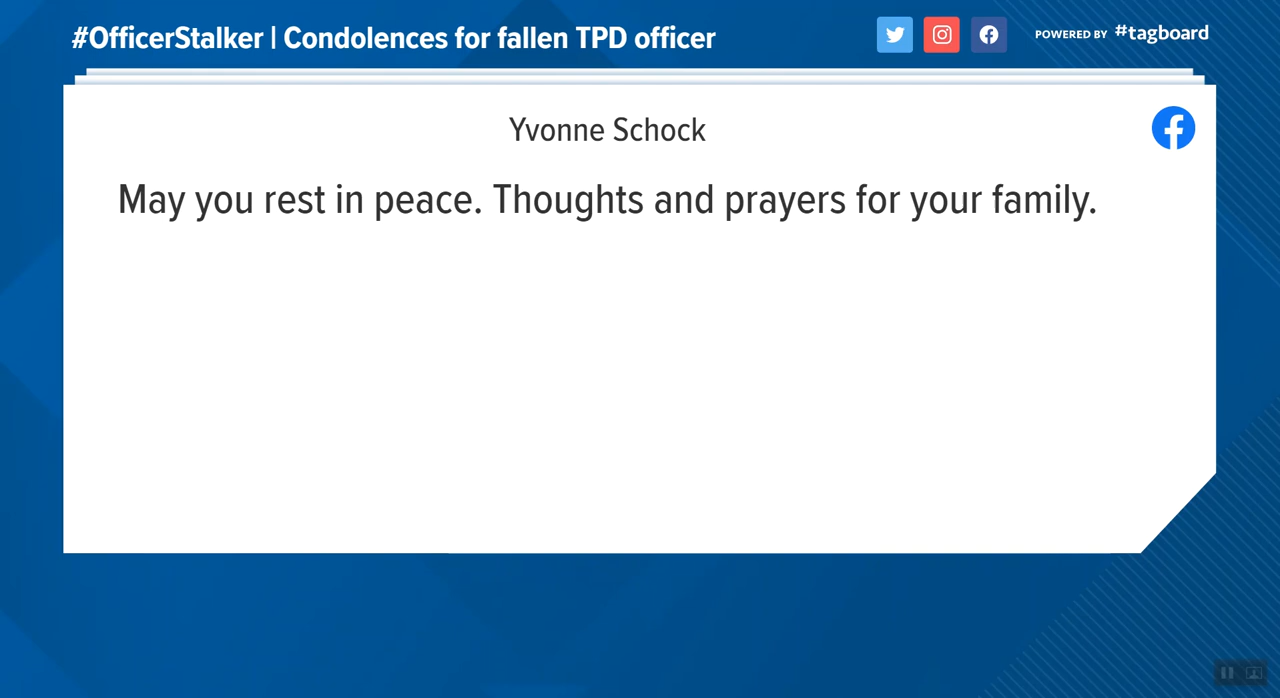 #OfficerStalker | Condolences for fallen TPD officer
POWERED BY #tagboard
Yvonne Schock
May you rest in peace. Thoughts and prayers for your family.